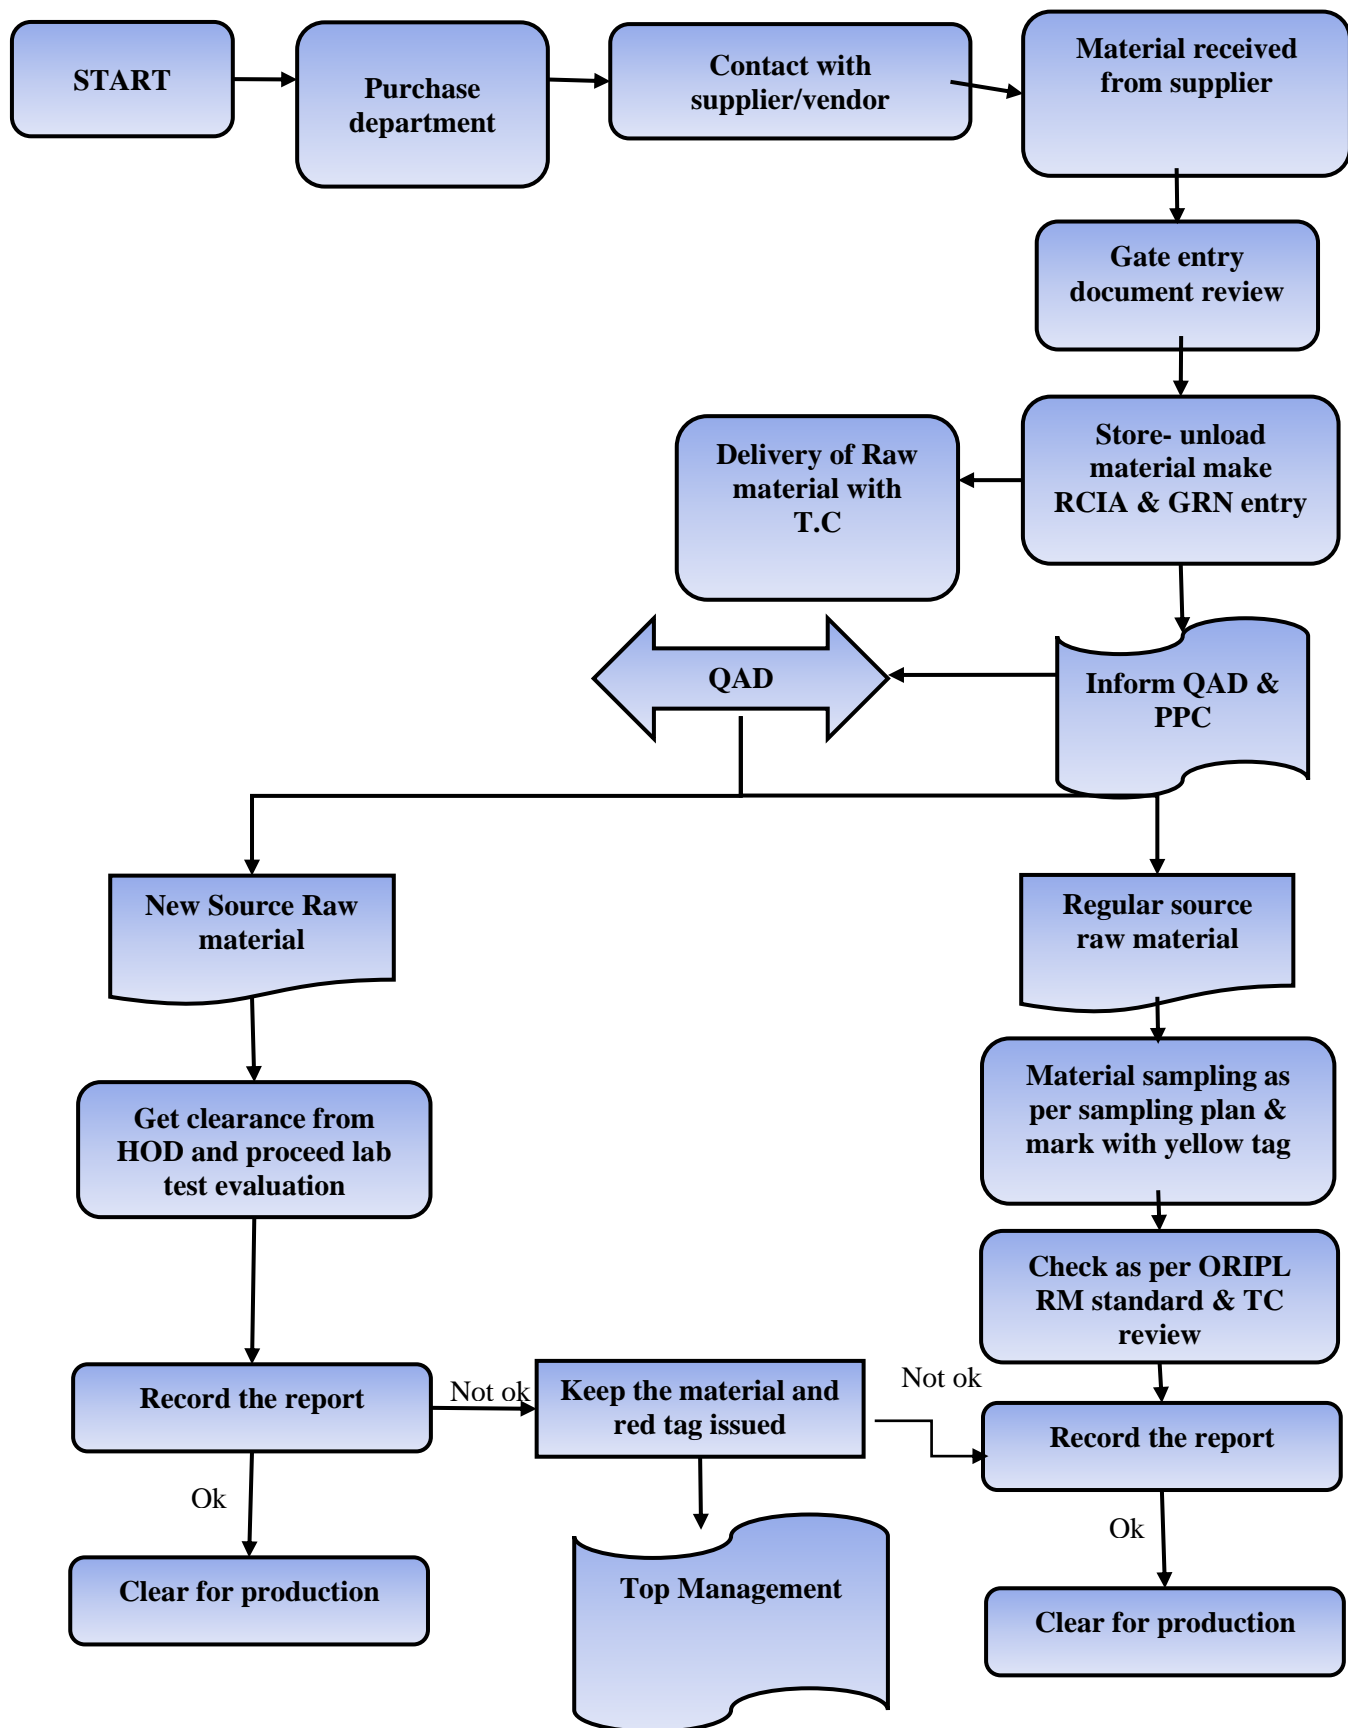 START
Purchase
department
Contact with
supplier/vendor
Material received
from supplier
Gate entry
document review
Store- unload
material make
RCIA & GRN entry
Delivery of Raw
material with
T.C
Inform QAD &
PPC
QAD
New Source Raw
material
Regular source
raw material
Get clearance from
HOD and proceed lab
test evaluation
Material sampling as
per sampling plan &
mark with yellow tag
Check as per ORIPL
RM standard & TC
review
Record the report
Not ok
Keep the material and
red tag issued
Not ok
Record the report
Ok
Ok
Clear for production
Top Management
Clear for production